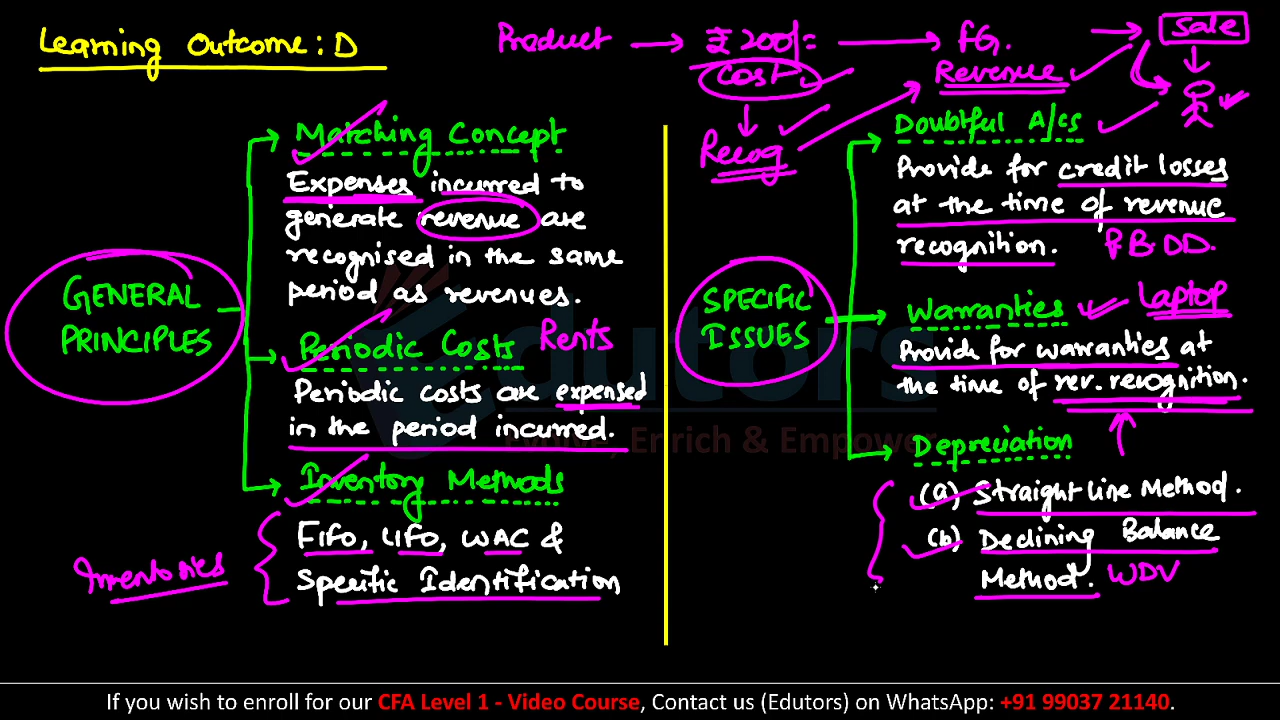 Learning Outcome: D
Product → ₹200/- → FG. → Sale
Cost
Revenue
Recog
GENERAL
PRINCIPLES
Matching Concept
Expenses incurred to
generate revenue are
recognised in the same
period as revenues.
Periodic Costs Rents
Periodic costs are expensed
in the period incurred.
Inventory Methods
FIFO, LIFO, WAC &
Specific Identification
Inventories
SPECIFIC
ISSUES
Doubtful A/cs
Provide for credit losses
at the time of revenue
recognition. P.B.DD.
Warranties Laptop
Provide for warranties at
the time of rev. recognition.
Depreciation
(a) Straight Line Method.
(b) Declining Balance
Method. WDV
Edutors
Evolve, Enrich & Empower
If you wish to enroll for our CFA Level 1 - Video Course, Contact us (Edutors) on WhatsApp: +91 99037 21140.